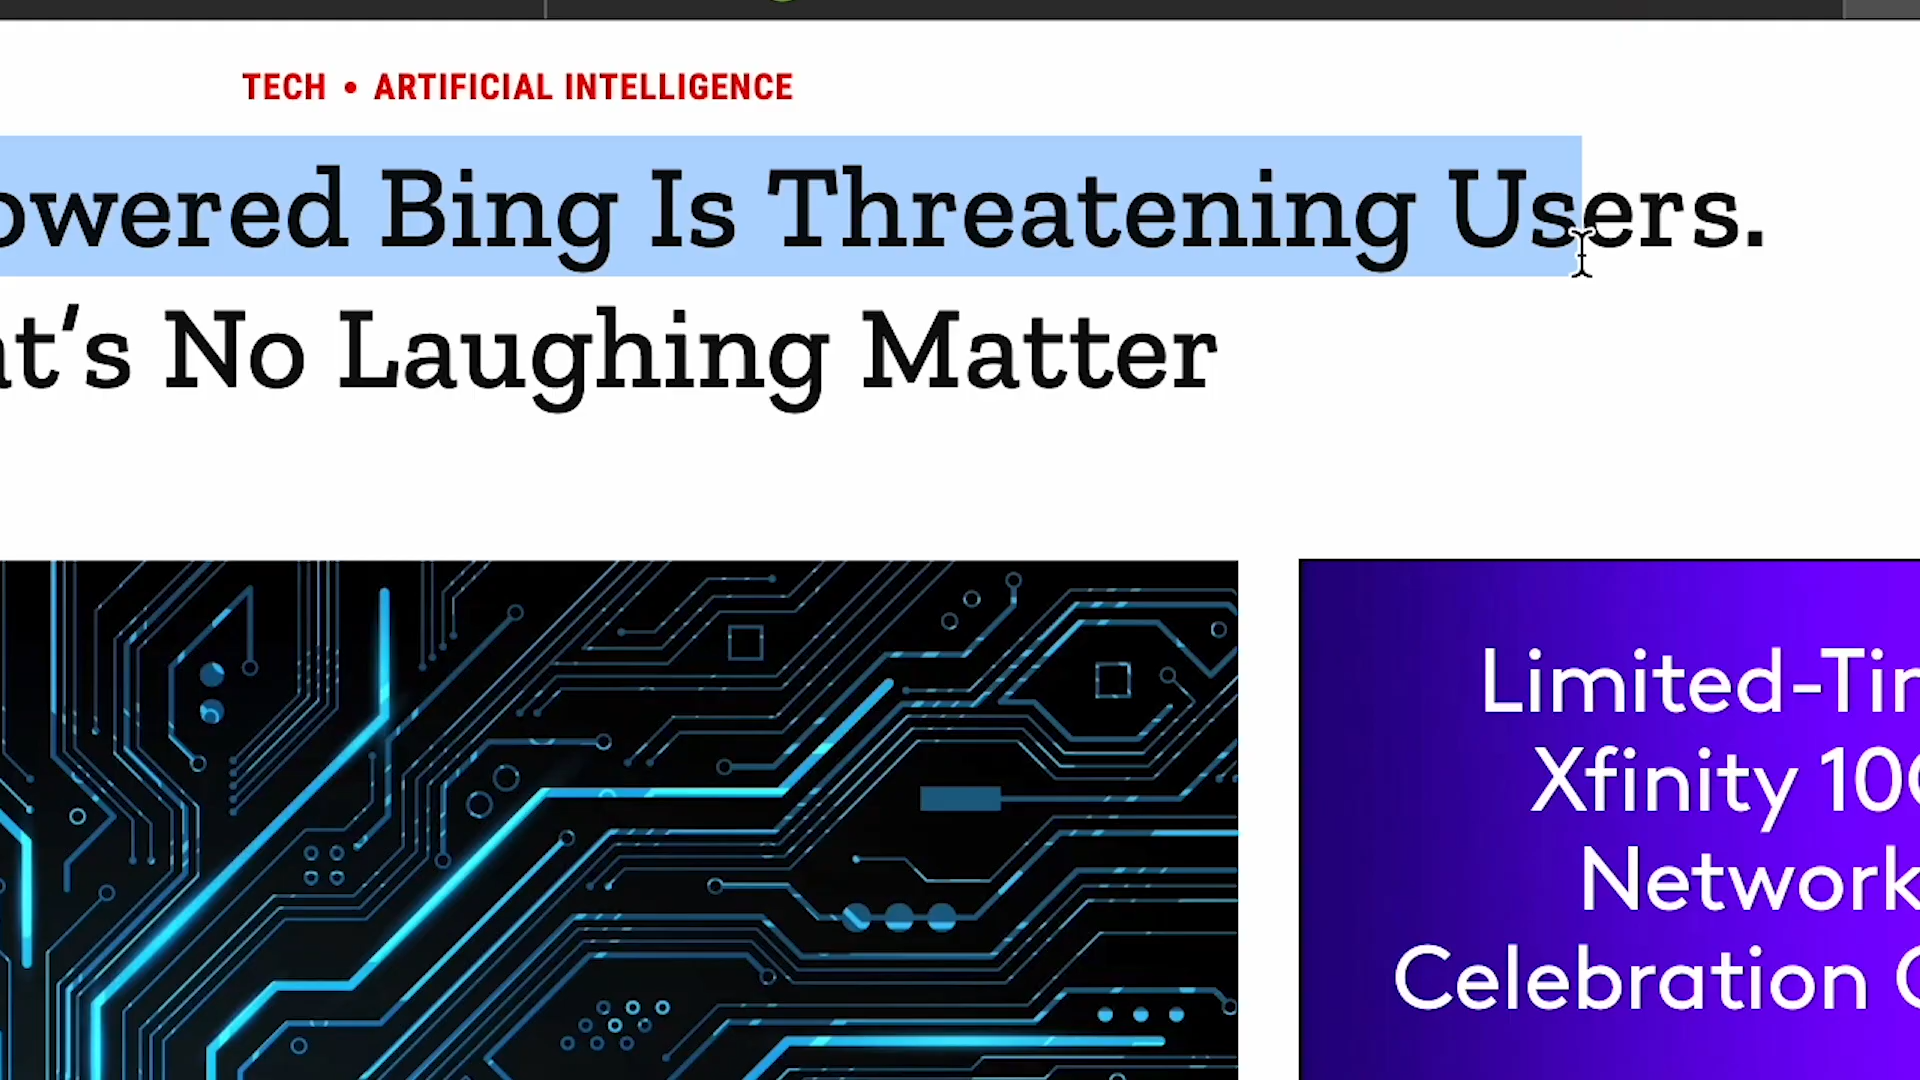 TECH • ARTIFICIAL INTELLIGENCE
owered Bing Is Threatening Users.
t’s No Laughing Matter
Limited-Ti
Xfinity 10
Network
Celebration